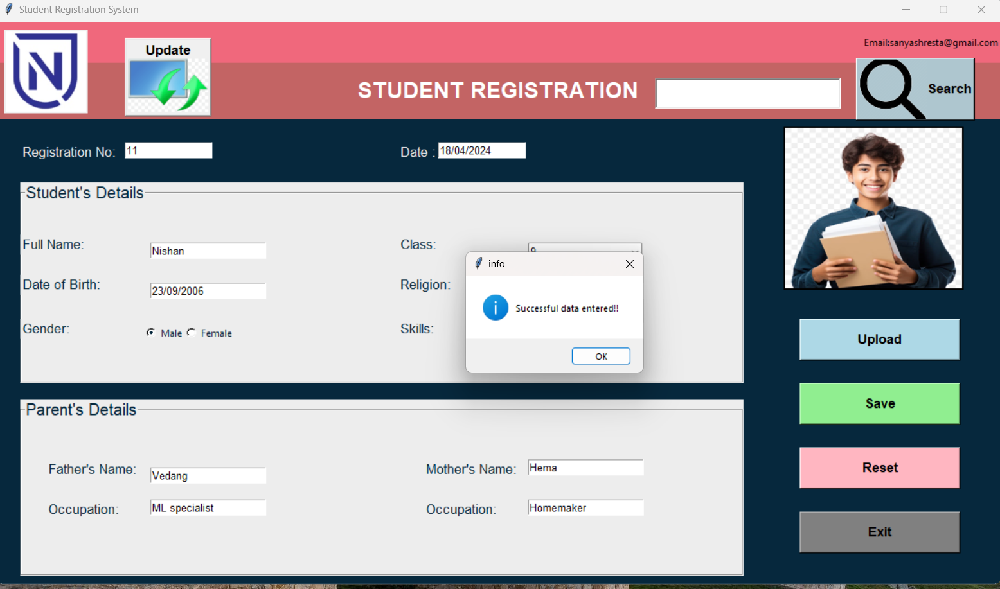 Student Registration System
Email:sanyashresta@gmail.com
N
Update
STUDENT REGISTRATION
Search
Registration No: 11
Date : 18/04/2024
Student's Details
Full Name: Nishan
Class:
Date of Birth: 23/09/2006
Religion:
Gender: Male Female
Skills:
info
i
Successful data entered!!
OK
Parent's Details
Father's Name: Vedang
Mother's Name: Hema
Occupation: ML specialist
Occupation: Homemaker
Upload
Save
Reset
Exit